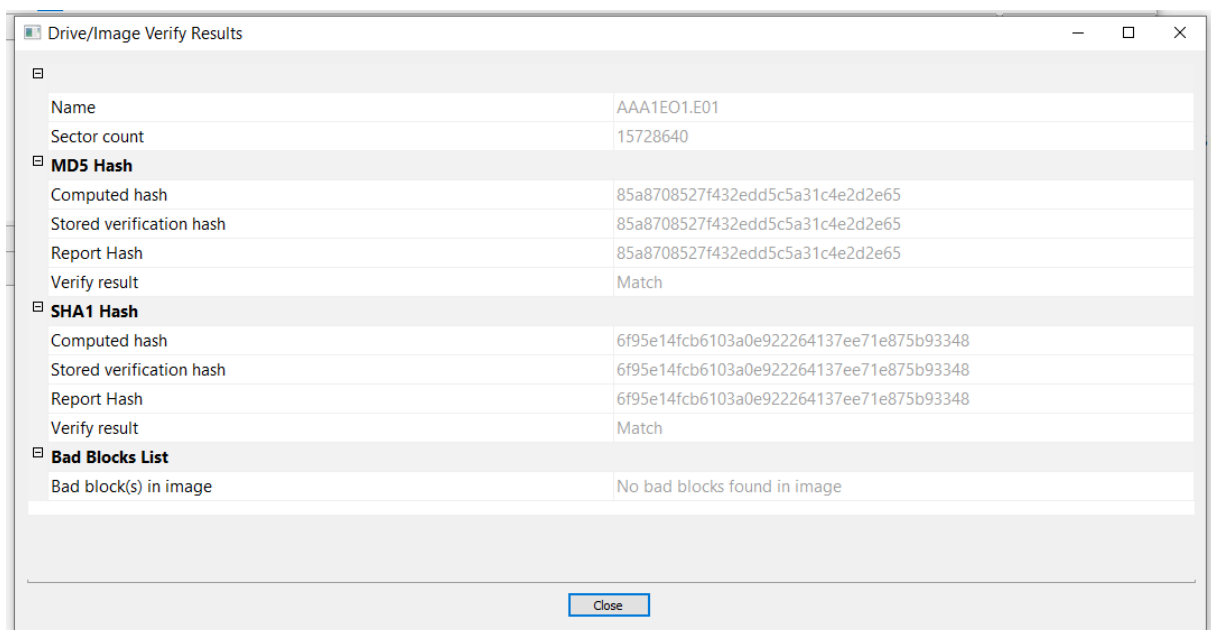 Drive/Image Verify Results
Name AAA1EO1.E01
Sector count 15728640
MD5 Hash
Computed hash 85a8708527f432edd5c5a31c4e2d2e65
Stored verification hash 85a8708527f432edd5c5a31c4e2d2e65
Report Hash 85a8708527f432edd5c5a31c4e2d2e65
Verify result Match
SHA1 Hash
Computed hash 6f95e14fcb6103a0e922264137ee71e875b93348
Stored verification hash 6f95e14fcb6103a0e922264137ee71e875b93348
Report Hash 6f95e14fcb6103a0e922264137ee71e875b93348
Verify result Match
Bad Blocks List
Bad block(s) in image No bad blocks found in image
Close